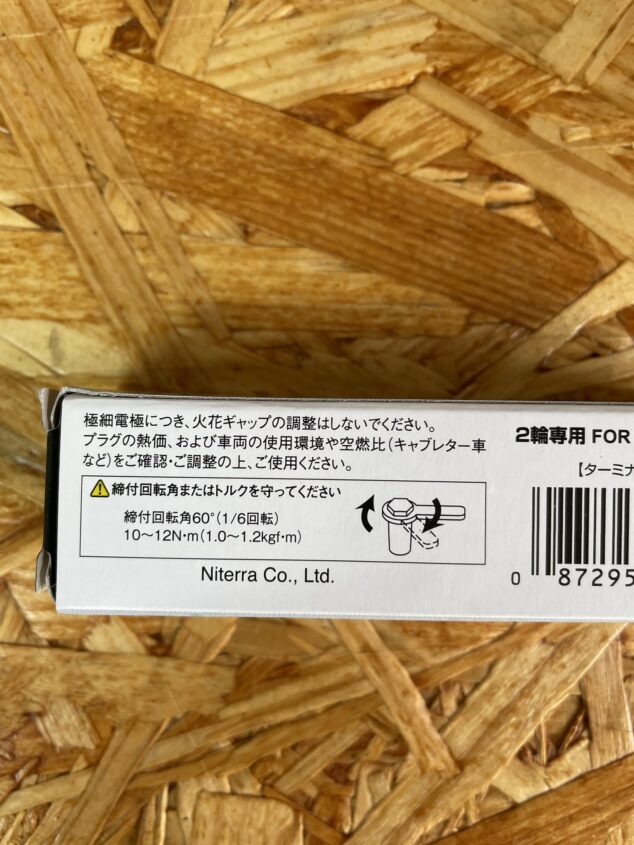 極細電極につき、火花ギャップの調整はしないでください。
プラグの熱価、および車両の使用環境や空燃比(キャブレター車
など)をご確認・ご調整の上、ご使用ください。
締付回転角またはトルクを守ってください
締付回転角60°(1/6回転)
10〜12N・m(1.0〜1.2kgf・m)
Niterra Co., Ltd.
2輪専用 FOR
【ターミナ
0 87295